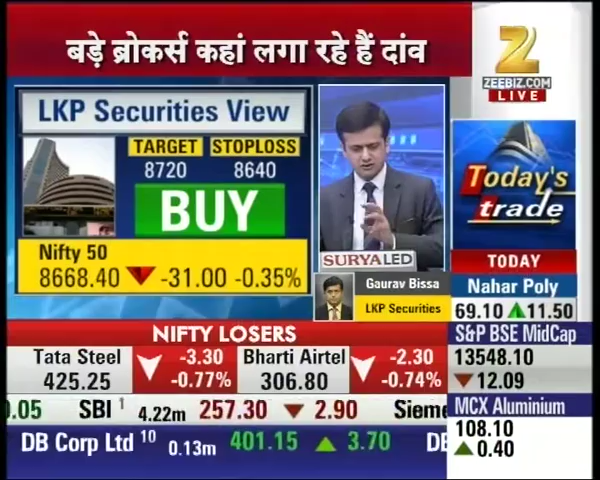 बड़े ब्रोकर्स कहां लगा रहे हैं दांव
Z
ZEEBIZ.COM
LIVE
LKP Securities View
TARGET STOPLOSS
8720 8640
BUY
Nifty 50
8668.40 -31.00 -0.35%
SURYA LED
Today's
trade
TODAY
Gaurav Bissa
LKP Securities
Nahar Poly
69.10 11.50
NIFTY LOSERS
Tata Steel -3.30 Bharti Airtel -2.30
425.25 -0.77% 306.80 -0.74%
S&P BSE MidCap
13548.10
12.09
0.05 SBI 1 4.22m 257.30 2.90 Sieme
MCX Aluminium
108.10
0.40
DB Corp Ltd 10 0.13m 401.15 3.70 DB